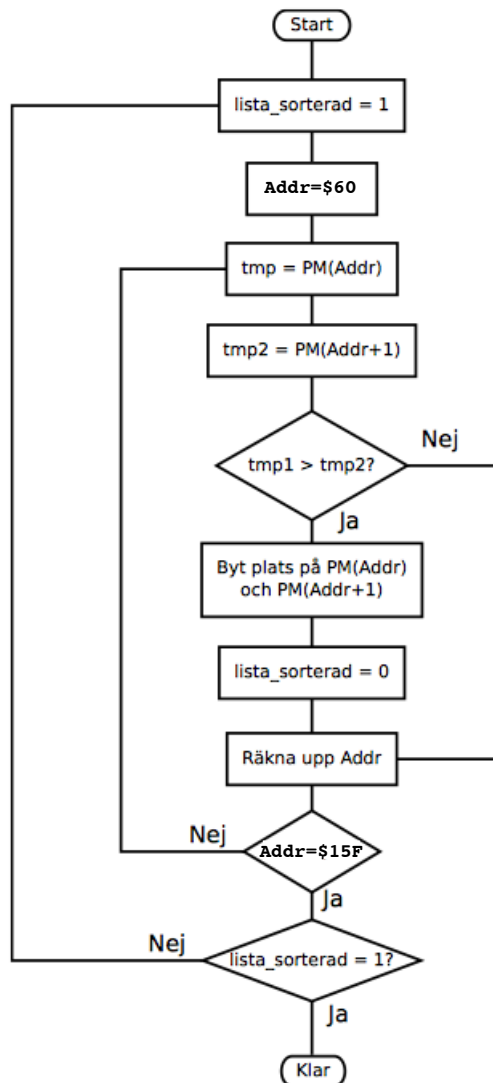 Start
lista_sorterad = 1
Addr=$60
tmp = PM(Addr)
tmp2 = PM(Addr+1)
tmp1 > tmp2?
Nej
Ja
Byt plats på PM(Addr)
och PM(Addr+1)
lista_sorterad = 0
Räkna upp Addr
Nej
Addr=$15F
Ja
Nej
lista_sorterad = 1?
Ja
Klar